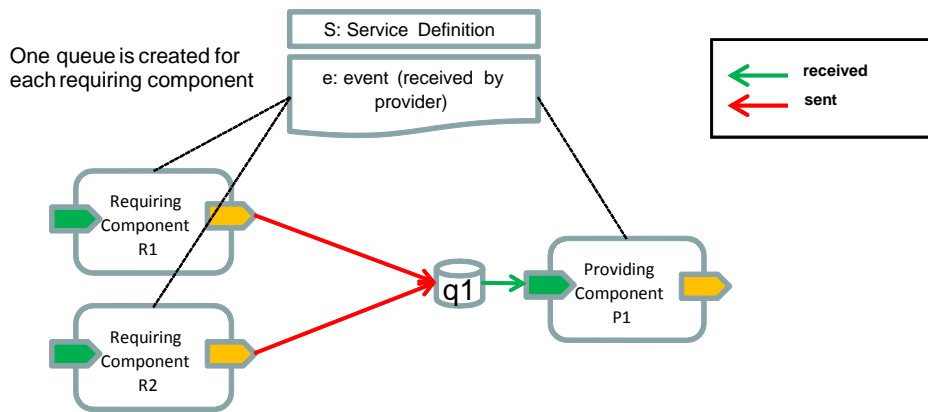 S: Service Definition
One queue is created for
each requiring component
e: event (received by
provider)
received
sent
Requiring
Component
R1
q1
Providing
Component
P1
Requiring
Component
R2